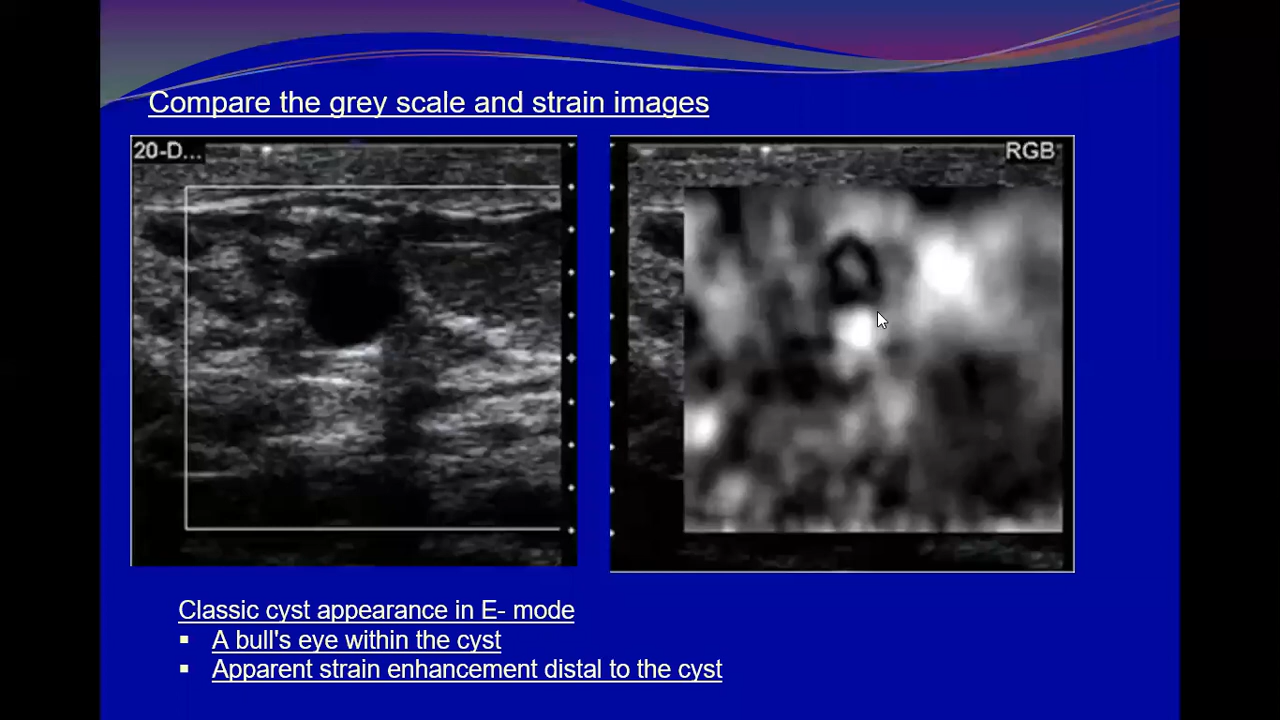 Compare the grey scale and strain images
20-D...
RGB
Classic cyst appearance in E- mode
▪ A bull's eye within the cyst
▪ Apparent strain enhancement distal to the cyst